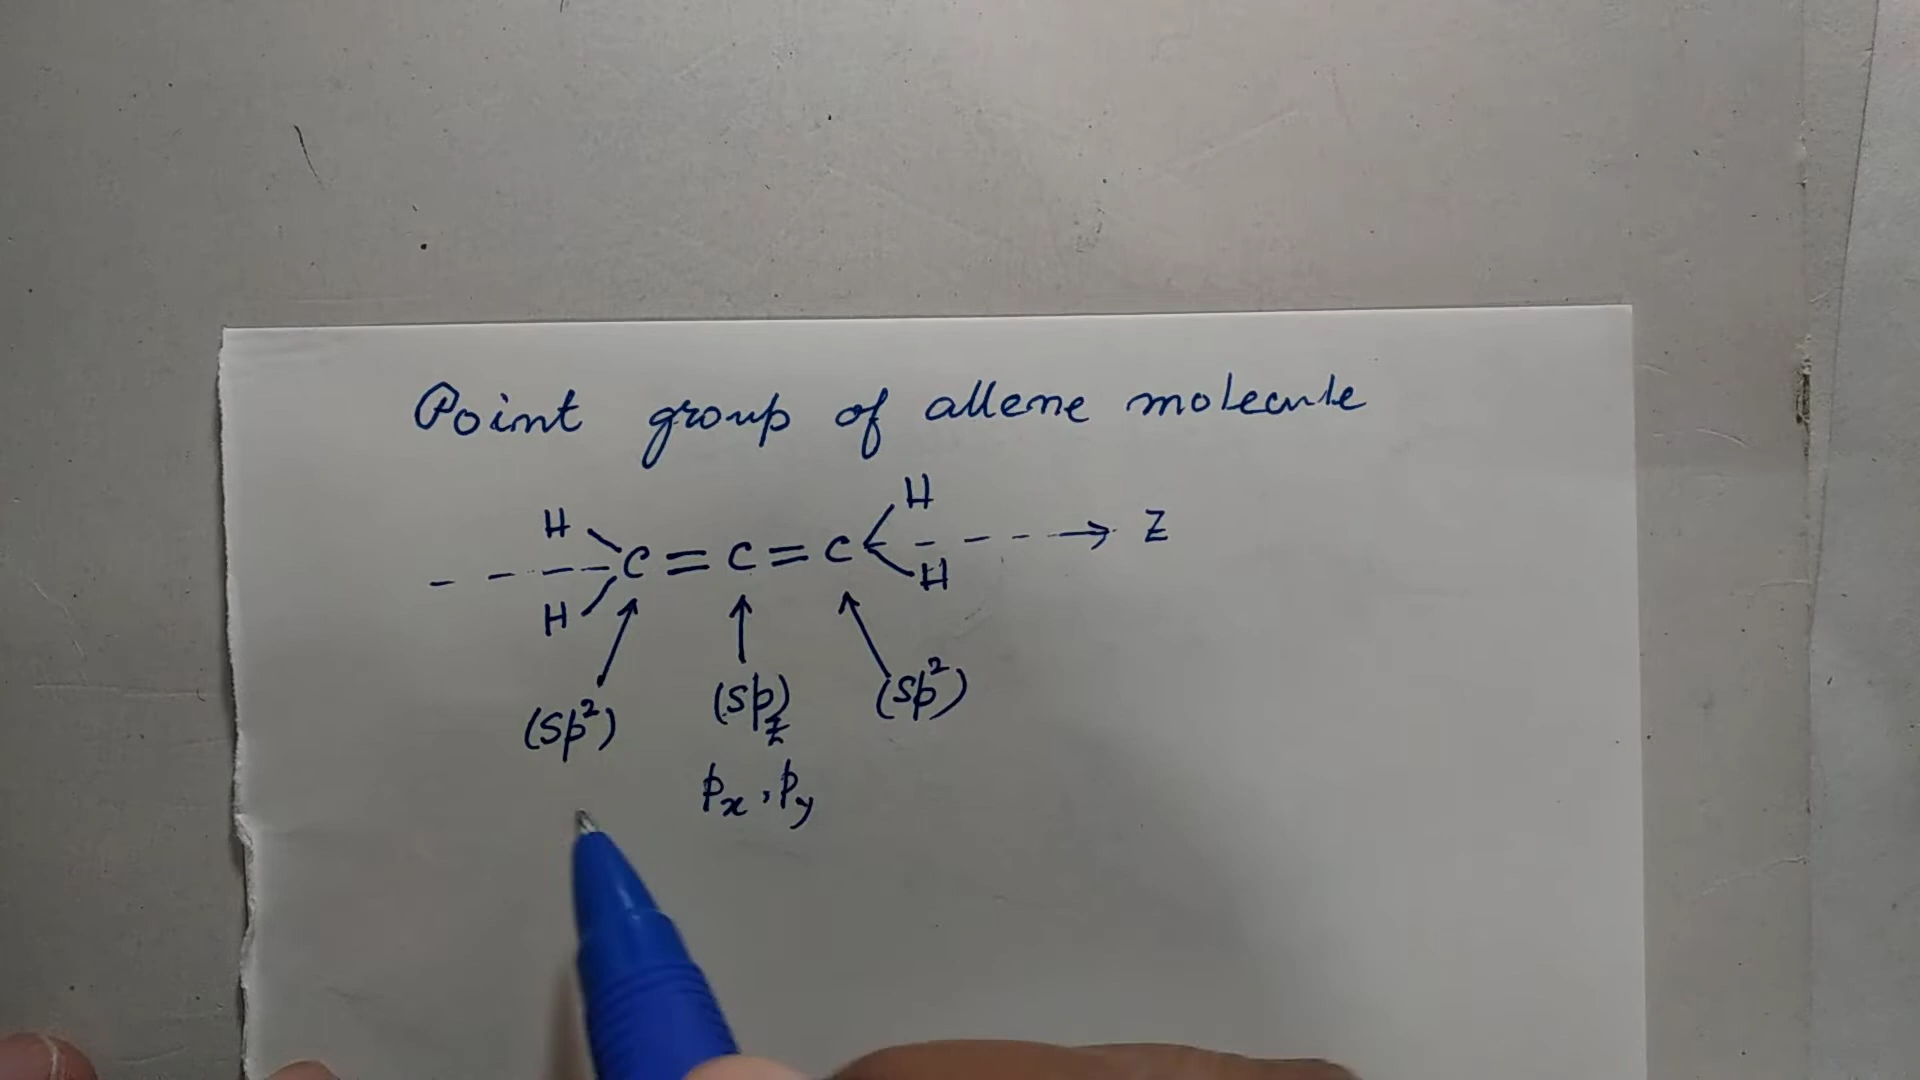 Point group of allene molecule
H H
C = C = C - - - - → Z
H H
(sp²) (sp)z (sp²)
px, py